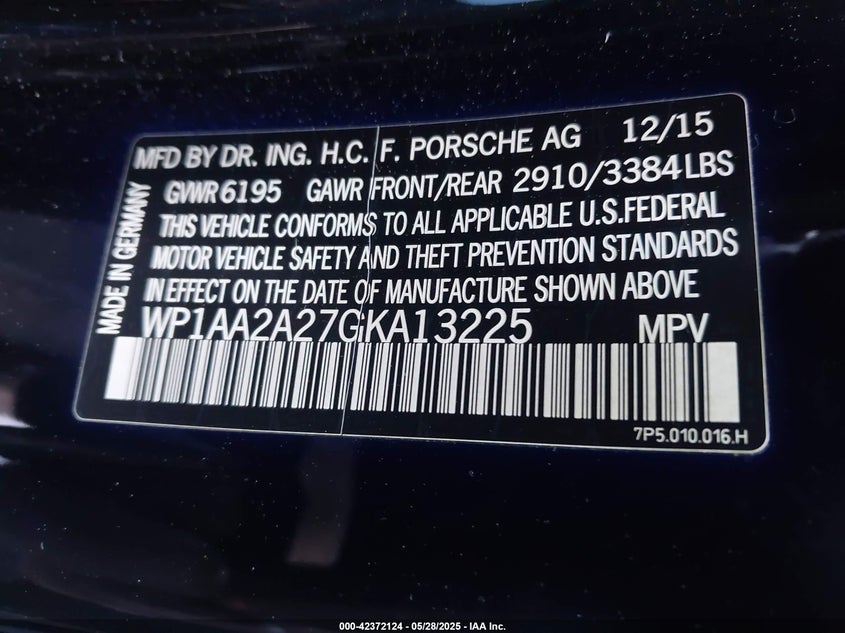 MFD BY DR. ING. H.C. F. PORSCHE AG 12/15
GVWR 6195 GAWR FRONT/REAR 2910/3384 LBS
THIS VEHICLE CONFORMS TO ALL APPLICABLE U.S.FEDERAL
MOTOR VEHICLE SAFETY AND THEFT PREVENTION STANDARDS
IN EFFECT ON THE DATE OF MANUFACTURE SHOWN ABOVE
WP1AA2A27GKA13225 MPV
MADE IN GERMANY
7P5.010.016.H
000-42372124 - 05/28/2025 - IAA Inc.